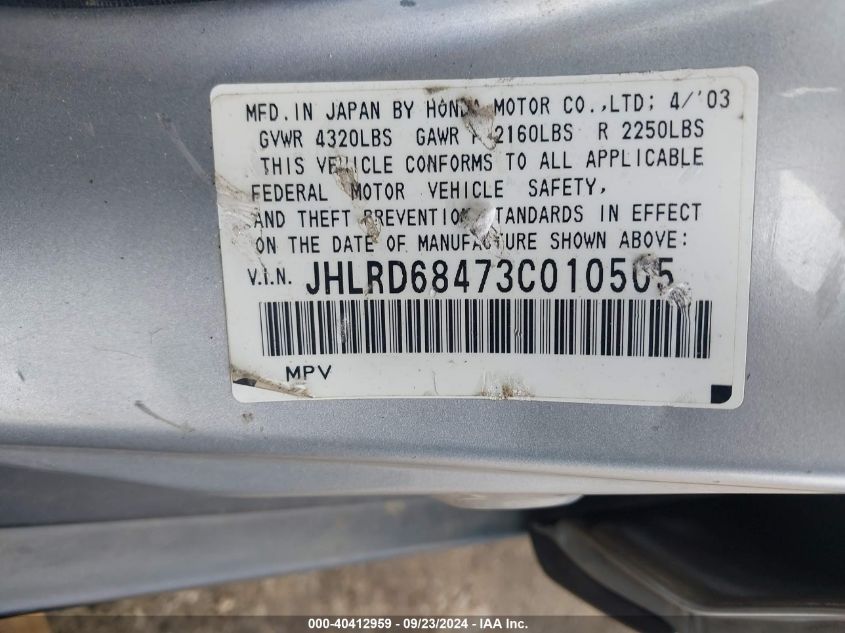 MFD. IN JAPAN BY HONDA MOTOR CO.,LTD; 4/'03
GVWR 4320LBS GAWR F 2160LBS R 2250LBS
THIS VEHICLE CONFORMS TO ALL APPLICABLE
FEDERAL MOTOR VEHICLE SAFETY,
AND THEFT PREVENTION STANDARDS IN EFFECT
ON THE DATE OF MANUFACTURE SHOWN ABOVE:
V.I.N. JHLRD68473C010505
MPV
000-40412959 - 09/23/2024 - IAA Inc.